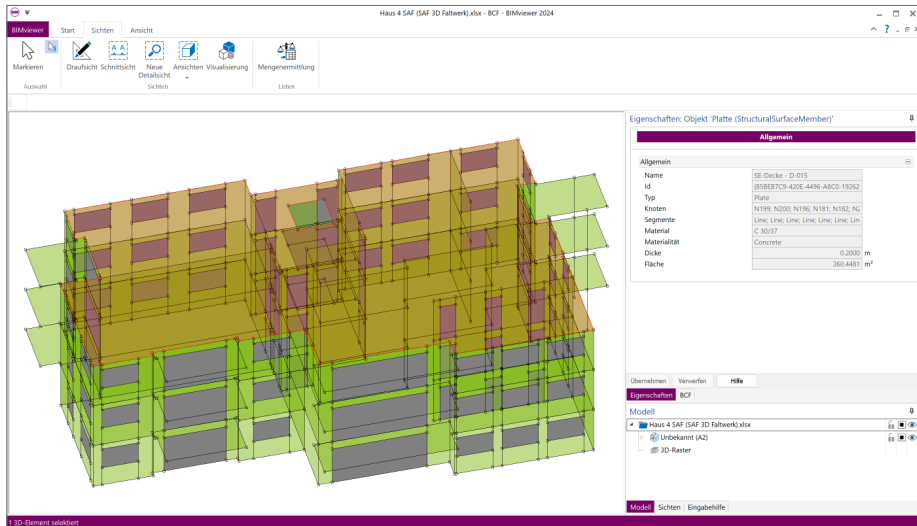 Haus 4 SAF (SAF 3D Faltwerk).xlsx - BCF - BIMviewer 2024
BIMviewer Start Sichten Ansicht
Markieren
Draufsicht Schnittsicht Neue Detailsicht Ansichten Visualisierung
Mengenermittlung
Auswahl Sichten Listen
Eigenschaften: Objekt 'Platte (StructuralSurfaceMember)'
Allgemein
Allgemein
Name SE-Decke - D-015
Id {85BEB7C9-420E-4496-A8C0-19262
Typ Plate
Knoten N199; N200; N196; N181; N182;
Segmente Line; Line; Line; Line; Line; Line; Lin
Material C 30/37
Materialität Concrete
Dicke 0.2000 m
Fläche 360.4481 m²
Übernehmen Verwerfen Hilfe
Eigenschaften BCF
Modell
Haus 4 SAF (SAF 3D Faltwerk).xlsx
Unbekannt (A2)
3D-Raster
Modell Sichten Eingabehilfe
1 3D-Element selektiert